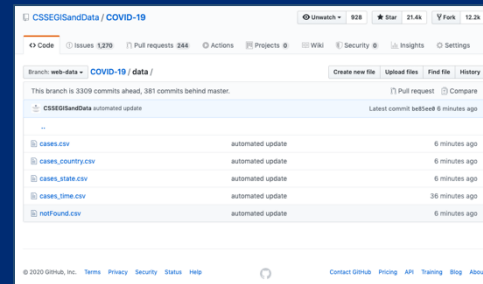 CSSEGISandData / COVID-19
Unwatch 928 Star 21.4k Fork 12.2k
Code Issues 1,270 Pull requests 244 Actions Projects 0 Wiki Security 0 Insights Settings
Branch: web-data COVID-19 / data /
Create new file Upload files Find file History
This branch is 3309 commits ahead, 381 commits behind master.
Pull request Compare
CSSEGISandData automated update
Latest commit 6 minutes ago
..
cases.csv automated update 6 minutes ago
cases_country.csv automated update 6 minutes ago
cases_state.csv automated update 6 minutes ago
cases_time.csv automated update 36 minutes ago
notFound.csv automated update 6 minutes ago
© 2020 GitHub, Inc. Terms Privacy Security Status Help
Contact GitHub Pricing API Training Blog Abou